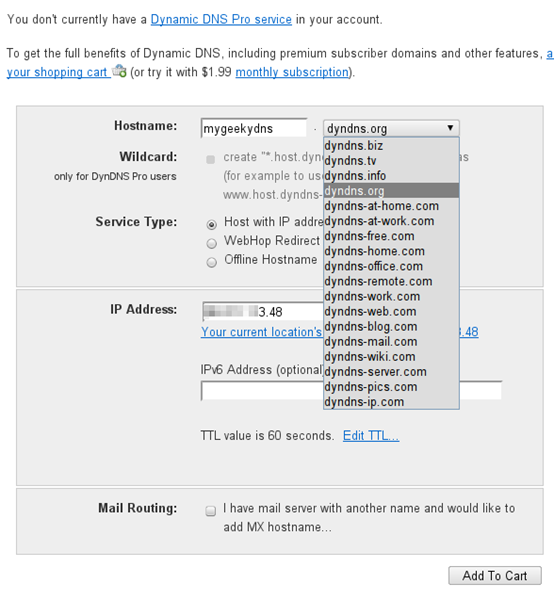 You don't currently have a Dynamic DNS Pro service in your account.
To get the full benefits of Dynamic DNS, including premium subscriber domains and other features, a
your shopping cart (or try it with $1.99 monthly subscription).
Hostname: mygeekydns . dyndns.org
dyndns.biz
dyndns.tv
dyndns.info
dyndns.org
dyndns-at-home.com
dyndns-at-work.com
dyndns-free.com
dyndns-home.com
dyndns-office.com
dyndns-remote.com
dyndns-work.com
dyndns-web.com
dyndns-blog.com
dyndns-mail.com
dyndns-wiki.com
dyndns-server.com
dyndns-pics.com
dyndns-ip.com
Wildcard: create "*.host.dyn
only for DynDNS Pro users (for example to us
www.host.dyndns-
Service Type: Host with IP addre
WebHop Redirect
Offline Hostname
IP Address: 3.48
Your current location's 3.48
IPv6 Address (optional
TTL value is 60 seconds. Edit TTL...
Mail Routing: I have mail server with another name and would like to
add MX hostname...
Add To Cart